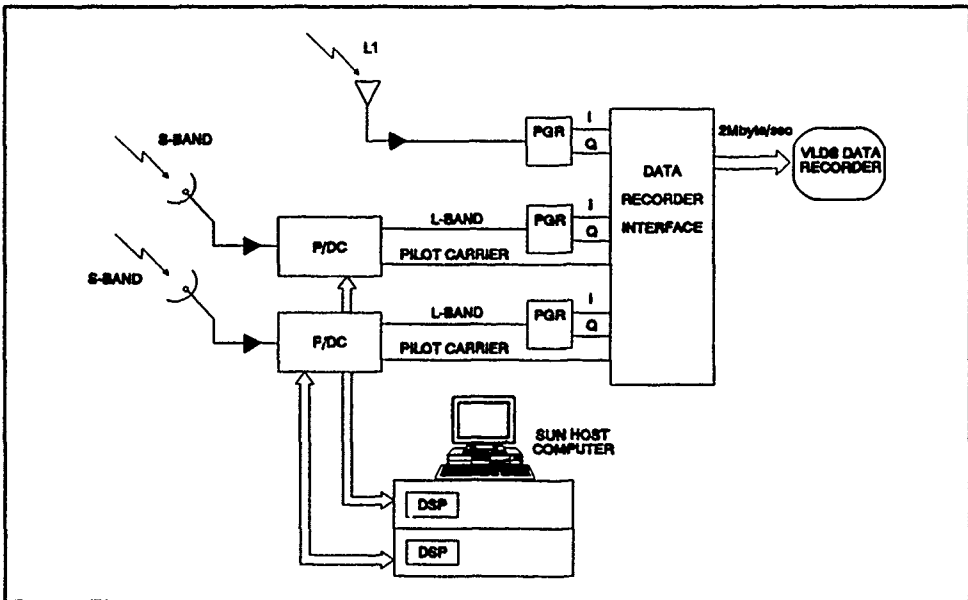 L1
S-BAND
PGR
I
Q
2Mbyte/sec
VLDS DATA
RECORDER
DATA
RECORDER
INTERFACE
L-BAND
PGR
I
Q
P/DC
PILOT CARRIER
S-BAND
L-BAND
PGR
I
Q
P/DC
PILOT CARRIER
SUN HOST
COMPUTER
DSP
DSP